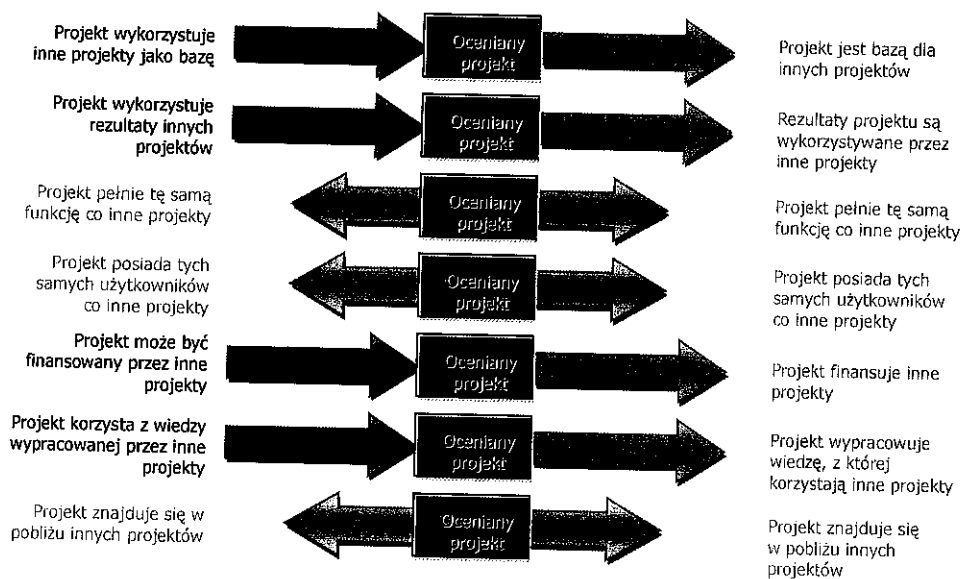 Projekt wykorzystuje
inne projekty jako bazę
Oceniany
projekt
Projekt jest bazą dla
innych projektów
Projekt wykorzystuje
rezultaty innych
projektów
Oceniany
projekt
Rezultaty projektu są
wykorzystywane przez
inne projekty
Projekt pełnie tę samą
funkcję co inne projekty
Oceniany
projekt
Projekt pełnie tę samą
funkcję co inne projekty
Projekt posiada tych
samych użytkowników
co inne projekty
Oceniany
projekt
Projekt posiada tych
samych użytkowników
co inne projekty
Projekt może być
finansowany przez inne
projekty
Oceniany
projekt
Projekt finansuje inne
projekty
Projekt korzysta z wiedzy
wypracowanej przez inne
projekty
Oceniany
projekt
Projekt wypracowuje
wiedzę, z której
korzystają inne projekty
Projekt znajduje się w
pobliżu innych projektów
Oceniany
projekt
Projekt znajduje się
w pobliżu innych
projektów